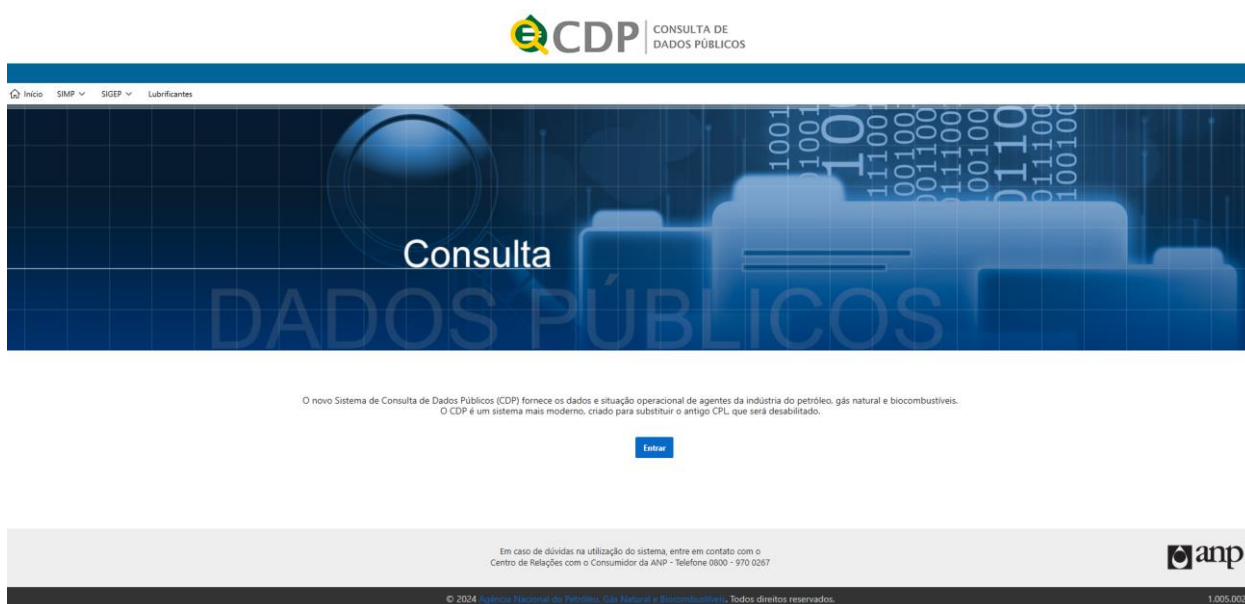 CDP
CONSULTA DE
DADOS PÚBLICOS
Início SIMP SIGEP Lubrificantes
Consulta
DADOS PÚBLICOS
O novo Sistema de Consulta de Dados Públicos (CDP) fornece os dados e situação operacional de agentes da indústria do petróleo, gás natural e biocombustíveis.
O CDP é um sistema mais moderno, criado para substituir o antigo CPL, que será desabilitado.
Entrar
Em caso de dúvidas na utilização do sistema, entre em contato com o
Centro de Relações com o Consumidor da ANP - Telefone 0800 - 970 0267
anp
© 2024 Agência Nacional do Petróleo, Gás Natural e Biocombustíveis. Todos direitos reservados.
1.005.002